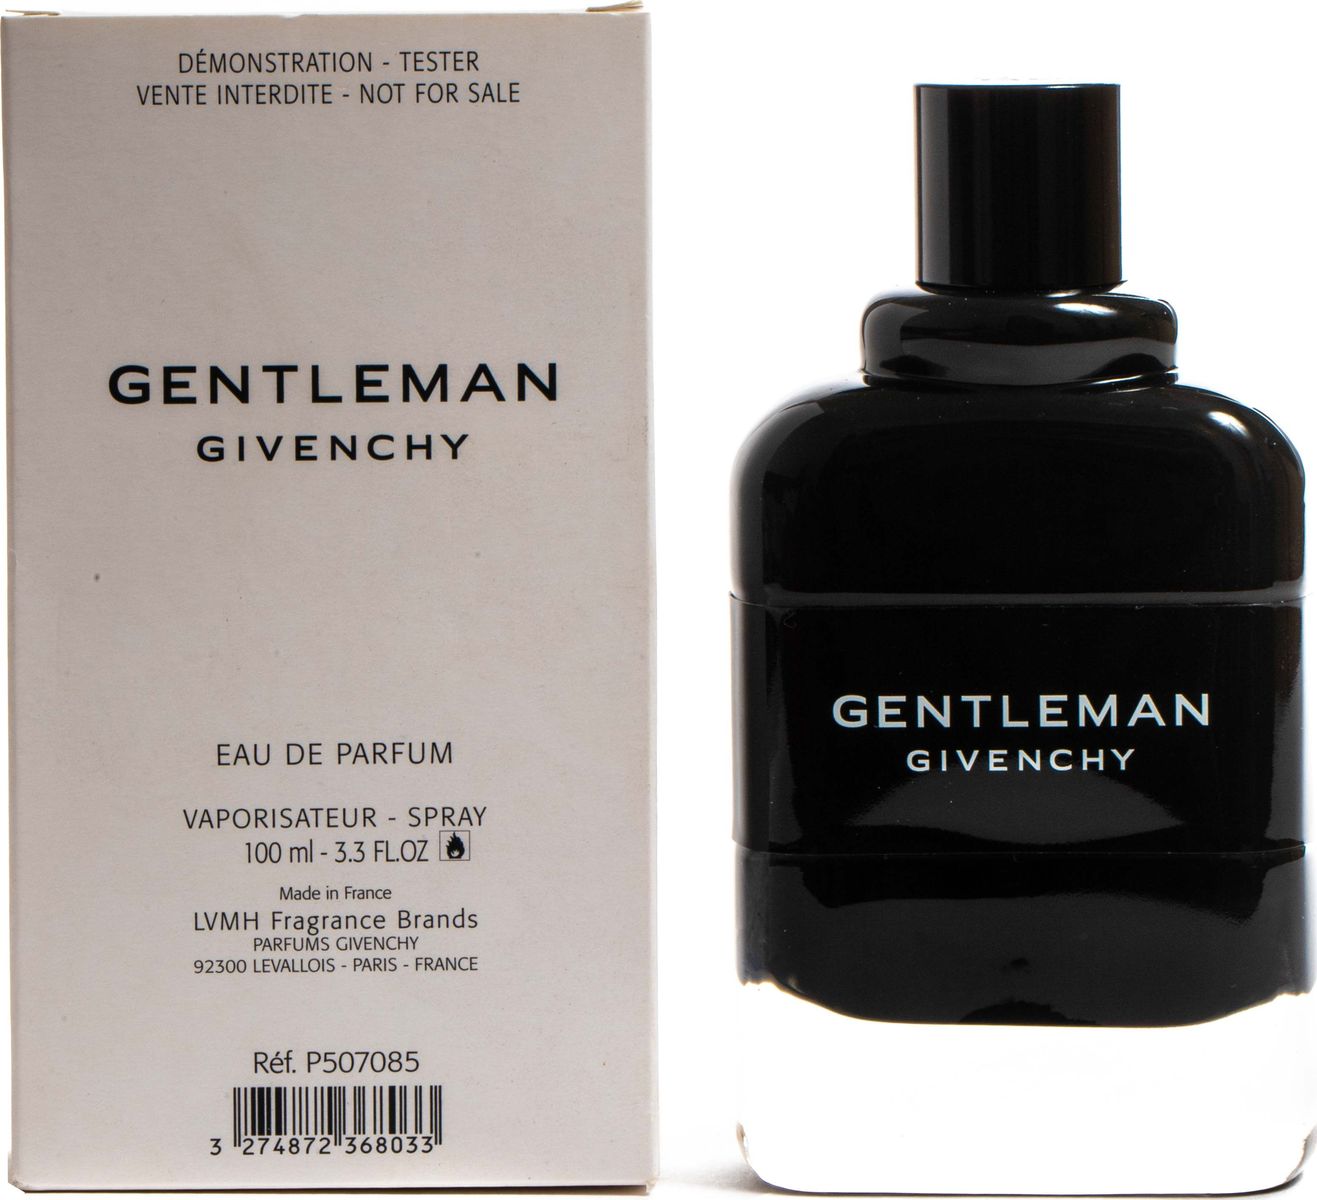 DÉMONSTRATION - TESTER
VENTE INTERDITE - NOT FOR SALE
GENTLEMAN
GIVENCHY
EAU DE PARFUM
VAPORISATEUR - SPRAY
100 ml - 3.3 FL.OZ
Made in France
LVMH Fragrance Brands
PARFUMS GIVENCHY
92300 LEVALLOIS - PARIS - FRANCE
Réf. P507085
3 274872 368033
GENTLEMAN
GIVENCHY